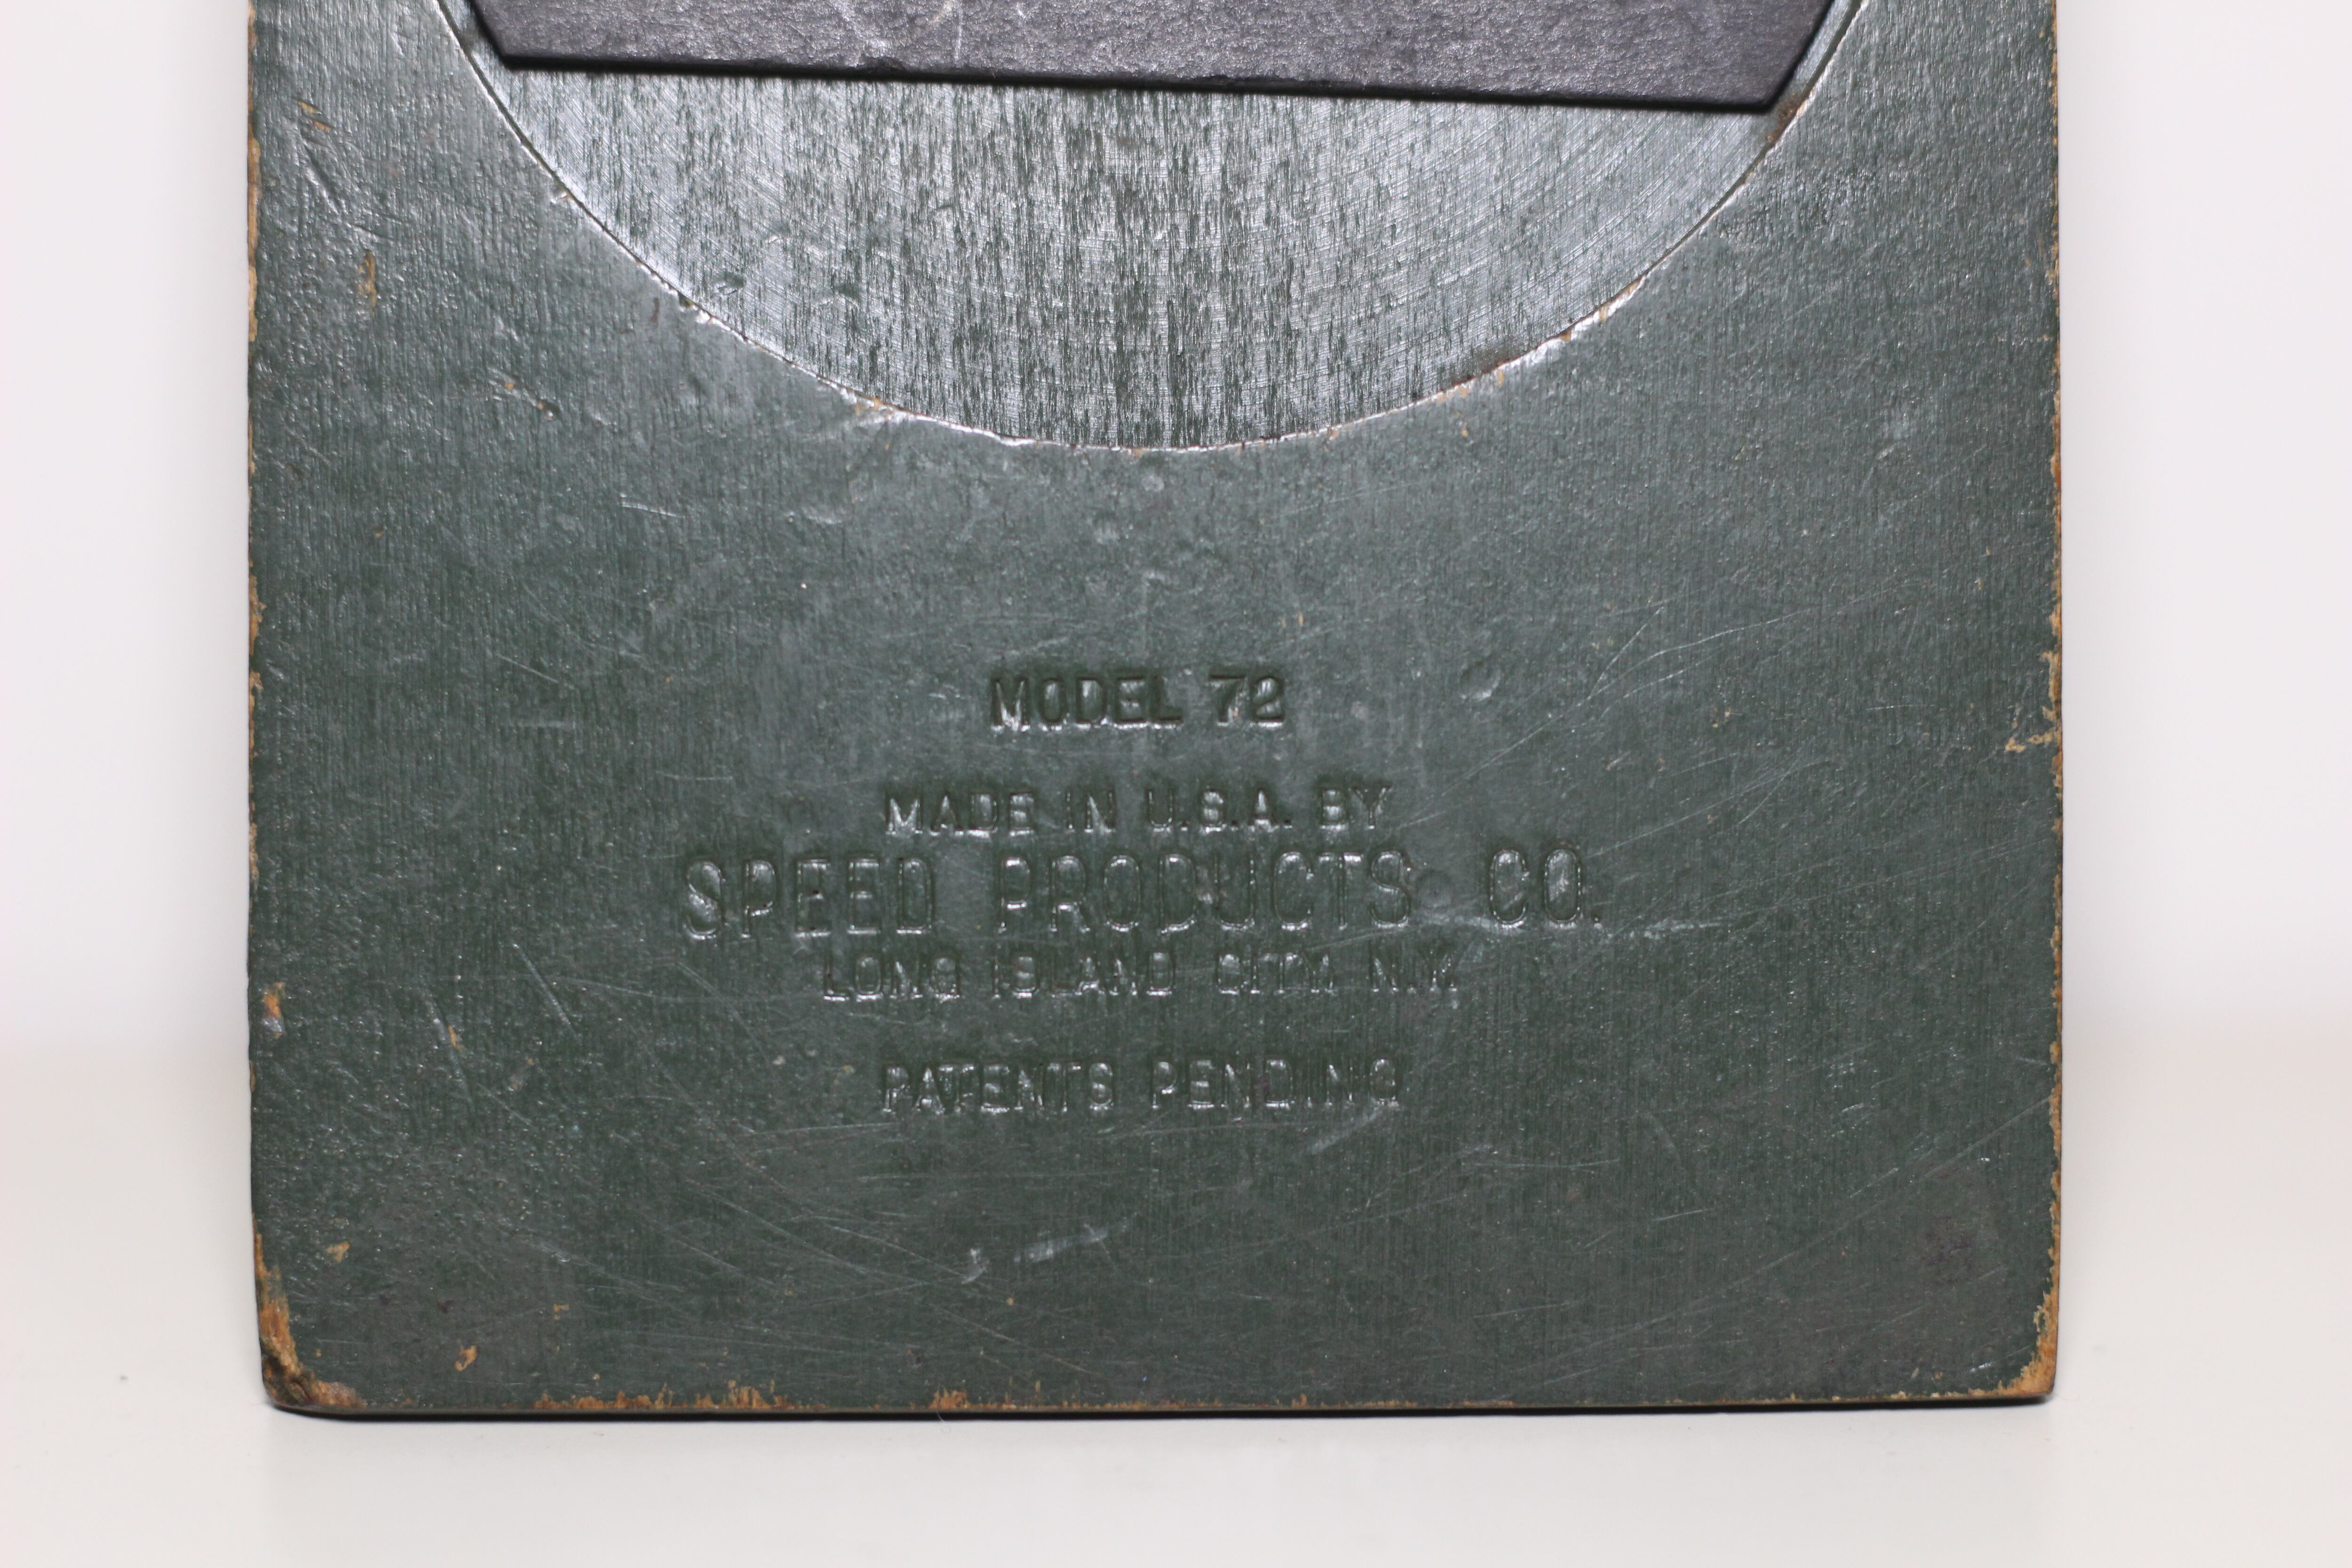 MODEL 72
MADE IN U.S.A. BY
SPEED PRODUCTS CO.
LONG ISLAND CITY, N.Y.
PATENTS PENDING